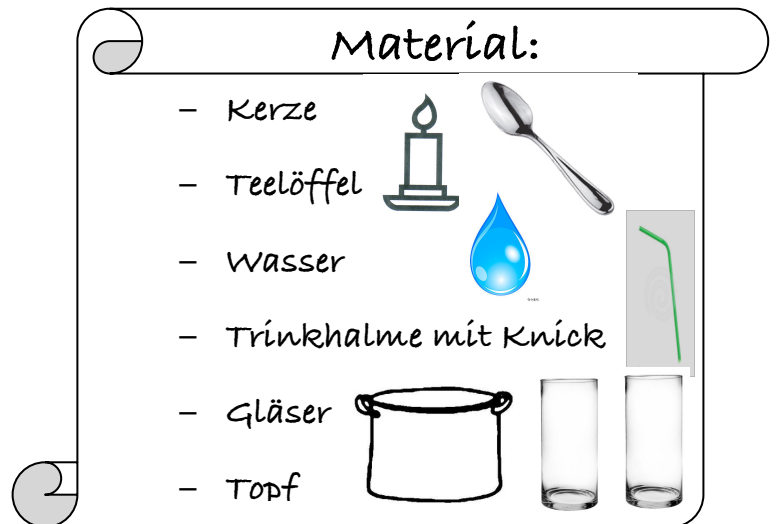 Material:
– Kerze
– Teelöffel
– Wasser
– Trinkhalme mit Knick
– Gläser
– Topf